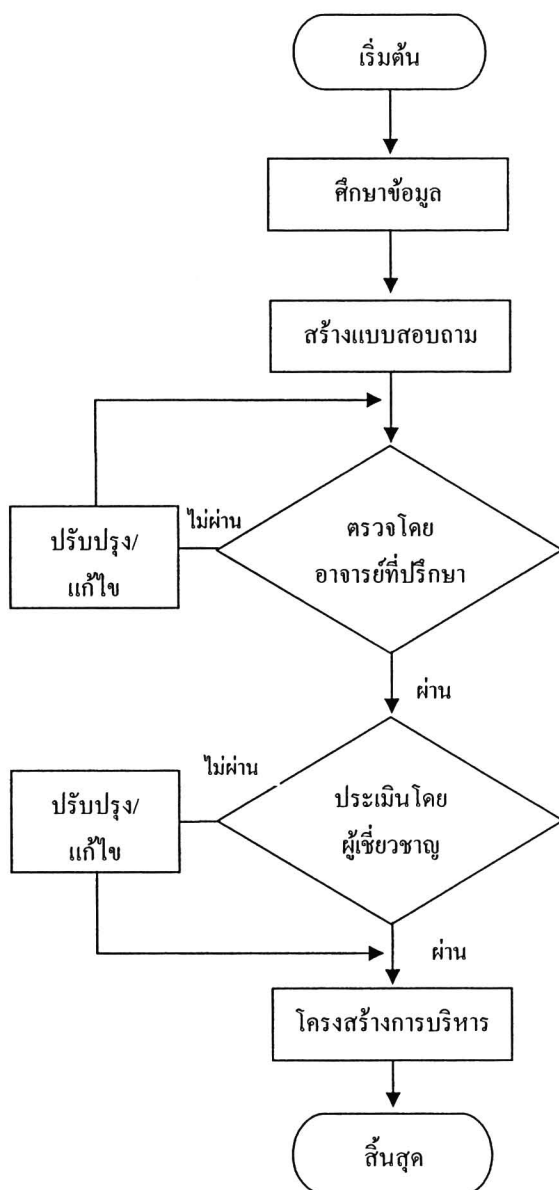 เริ่มต้น
ศึกษาข้อมูล
สร้างแบบสอบถาม
ไม่ผ่าน
ปรับปรุง/
แก้ไข
ตรวจโดย
อาจารย์ที่ปรึกษา
ผ่าน
ไม่ผ่าน
ปรับปรุง/
แก้ไข
ประเมินโดย
ผู้เชี่ยวชาญ
ผ่าน
โครงสร้างการบริหาร
สิ้นสุด